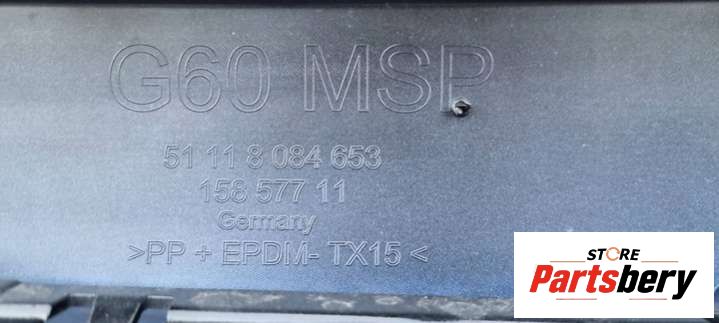 G60 MSP
51 11 8 084 653
158 577 11
Germany
>PP + EPDM- TX15<
STORE
Partsbery